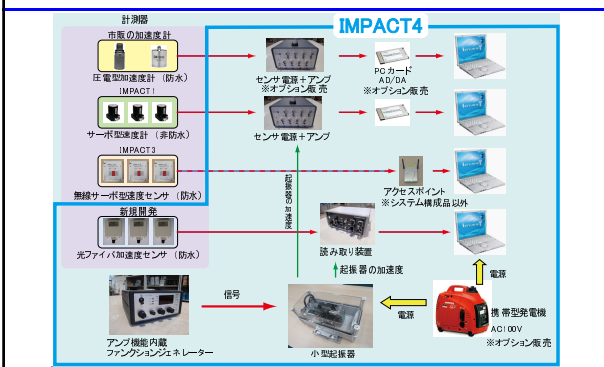 計測器
IMPACT4
市販の加速度計
圧電型加速度計（防水）
センサ電源＋アンプ
※オプション販売
PCカード
AD/DA
※オプション販売
IMPACT1
サーボ型速度計（非防水）
センサ電源＋アンプ
IMPACT3
無線サーボ型速度センサ（防水）
起振器の加速度
アクセスポイント
※システム構成品以外
新規開発
光ファイバ加速度センサ（防水）
読み取り装置
起振器の加速度
電源
信号
電源
携帯型発電機
AC100V
※オプション販売
アンプ機能内蔵
ファンクションジェネレーター
小型起振器